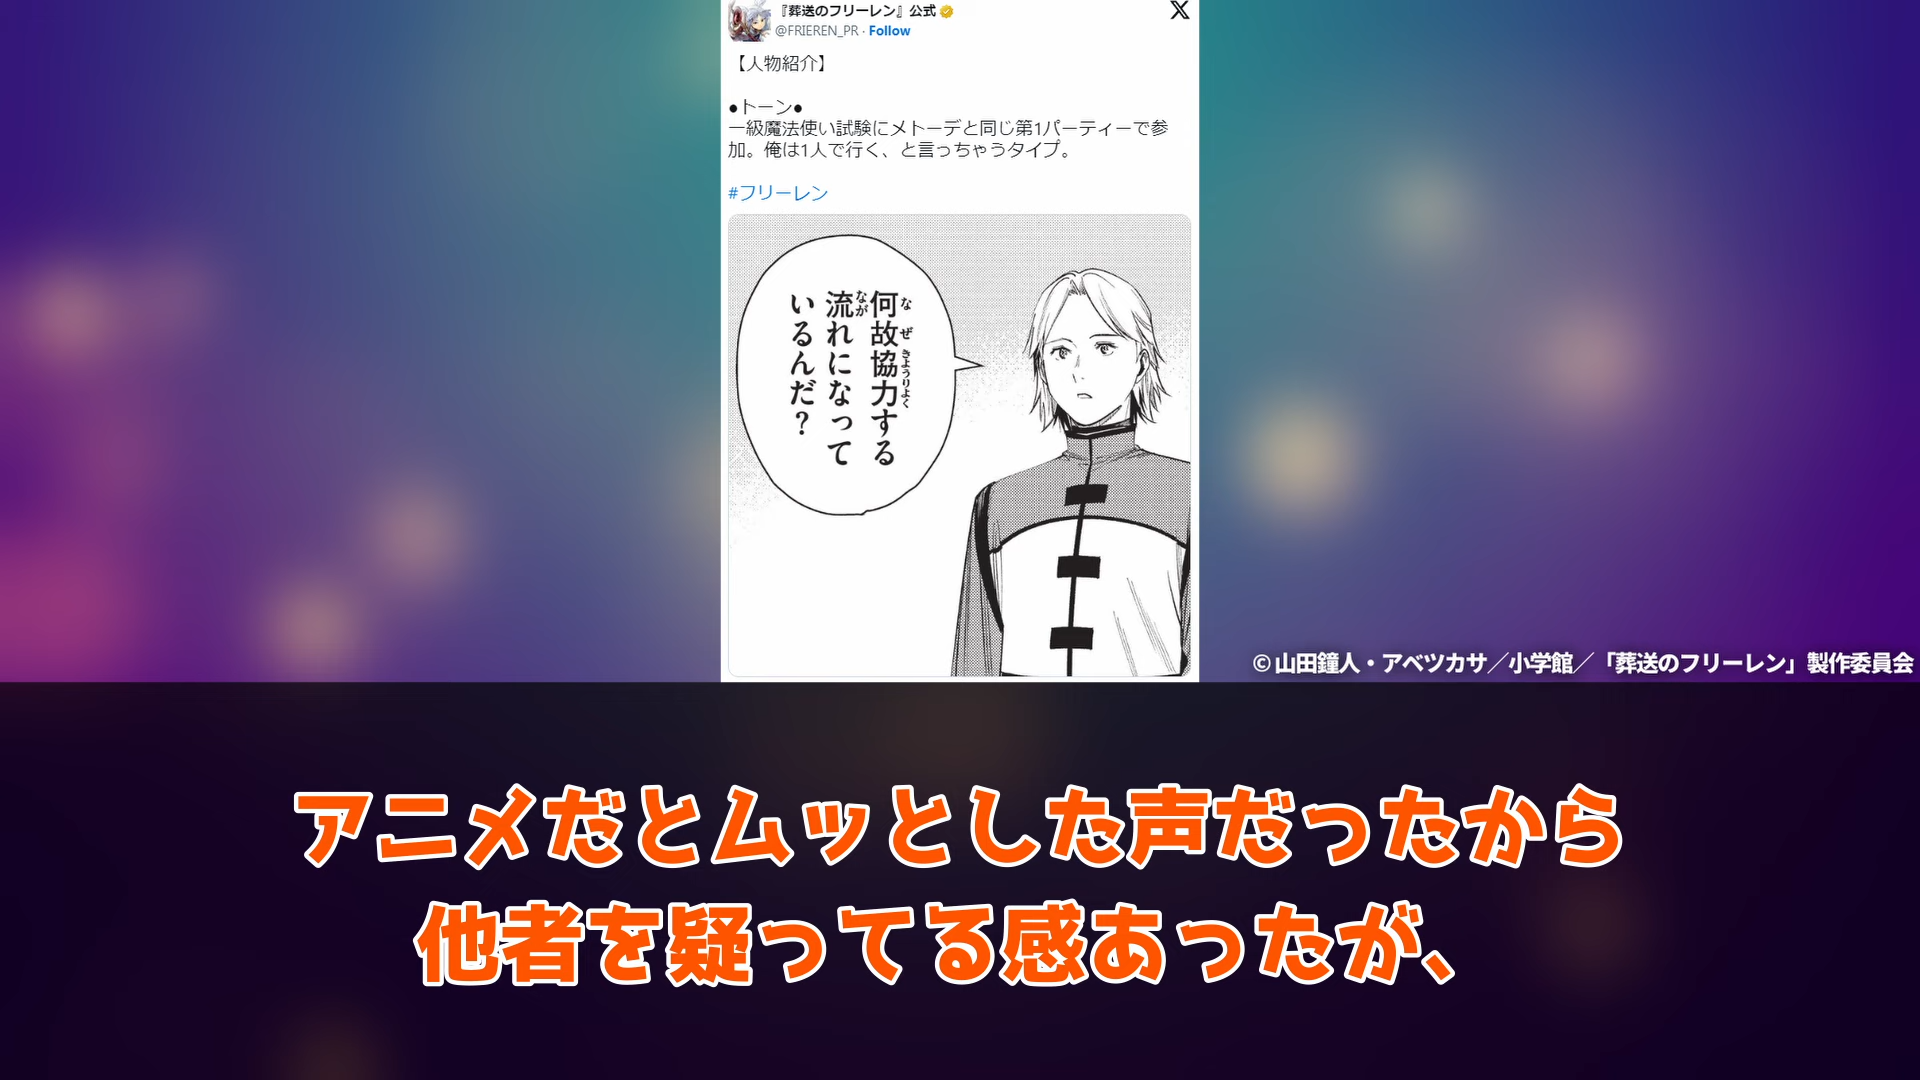 『葬送のフリーレン』公式
@FRIEREN_PR · Follow
【人物紹介】
●トーン●
一級魔法使い試験にメトーデと同じ第1パーティーで参
加。俺は1人で行く、と言っちゃうタイプ。
#フリーレン
何故協力する
流れになって
いるんだ？
©山田鐘人・アベツカサ／小学館／「葬送のフリーレン」製作委員会
アニメだとムッとした声だったから
他者を疑ってる感あったが、